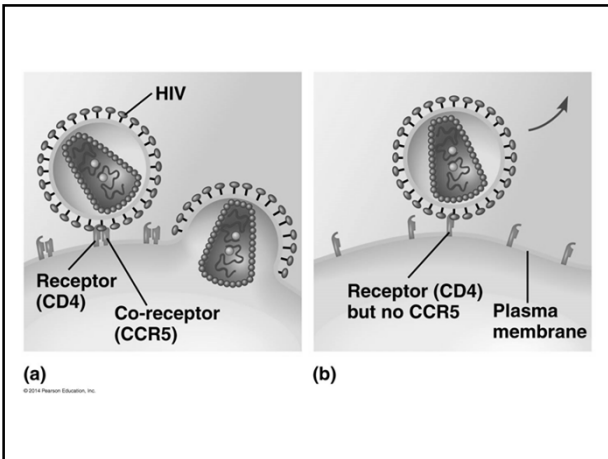 HIV
Receptor
(CD4)
Co-receptor
(CCR5)
(a)
© 2014 Pearson Education, Inc.
Receptor (CD4)
but no CCR5
Plasma
membrane
(b)